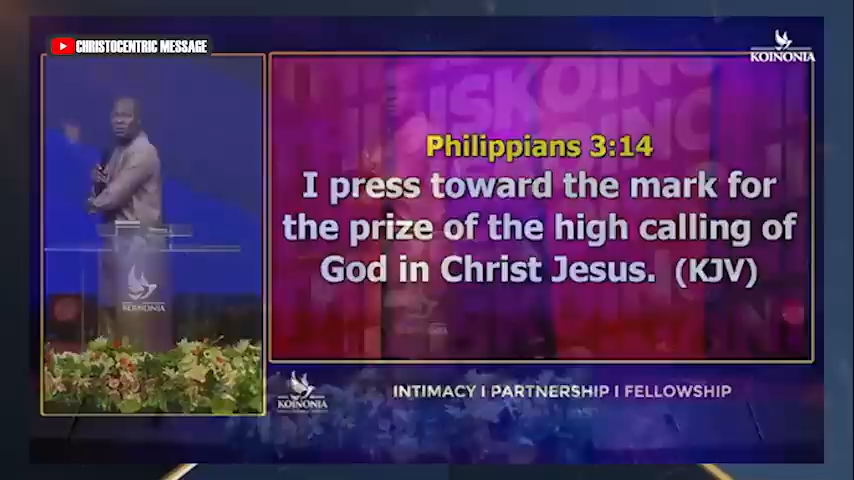 CHRISTOCENTRIC MESSAGE
KOINONIA
Philippians 3:14
I press toward the mark for
the prize of the high calling of
God in Christ Jesus. (KJV)
KOINONIA
KOINONIA
INTIMACY I PARTNERSHIP I FELLOWSHIP